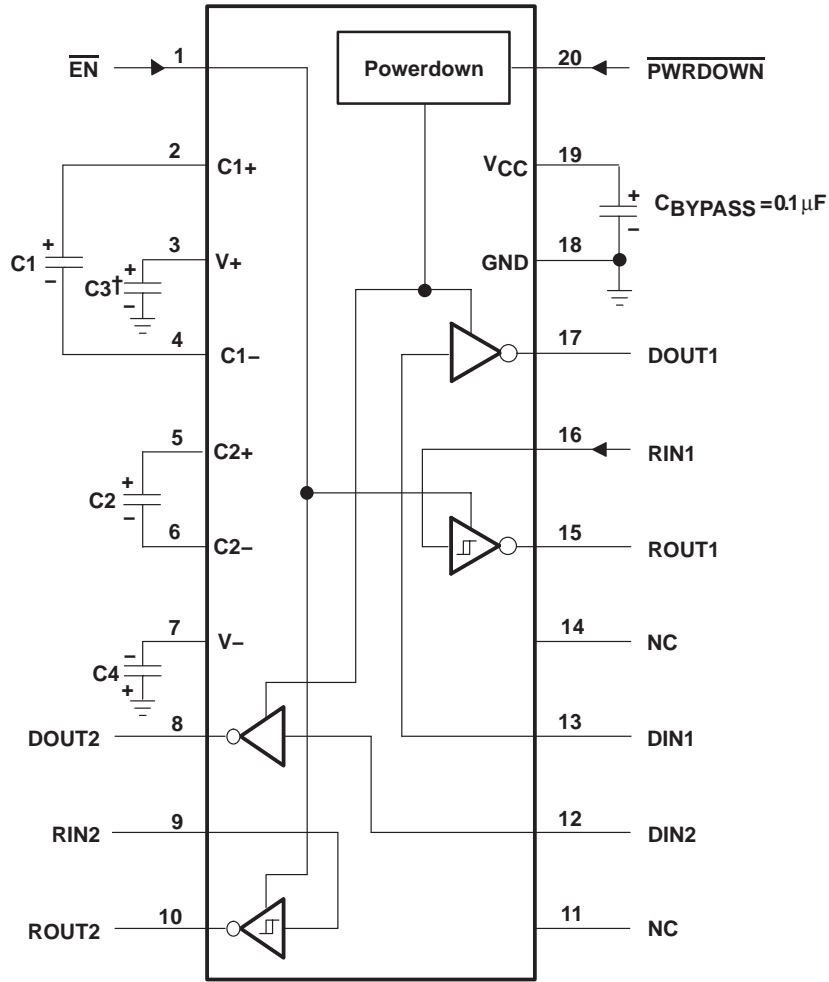 EN 1
Powerdown
20 PWRDOWN
2 C1+
VCC 19
+
C1
–
3 V+
+
C3†
–
+
CBYPASS = 0.1 μF
–
GND 18
4 C1–
17 DOUT1
5 C2+
16 RIN1
+
C2
–
6 C2–
15 ROUT1
7 V–
14 NC
–
C4
+
DOUT2 8
13 DIN1
RIN2 9
12 DIN2
ROUT2 10
11 NC